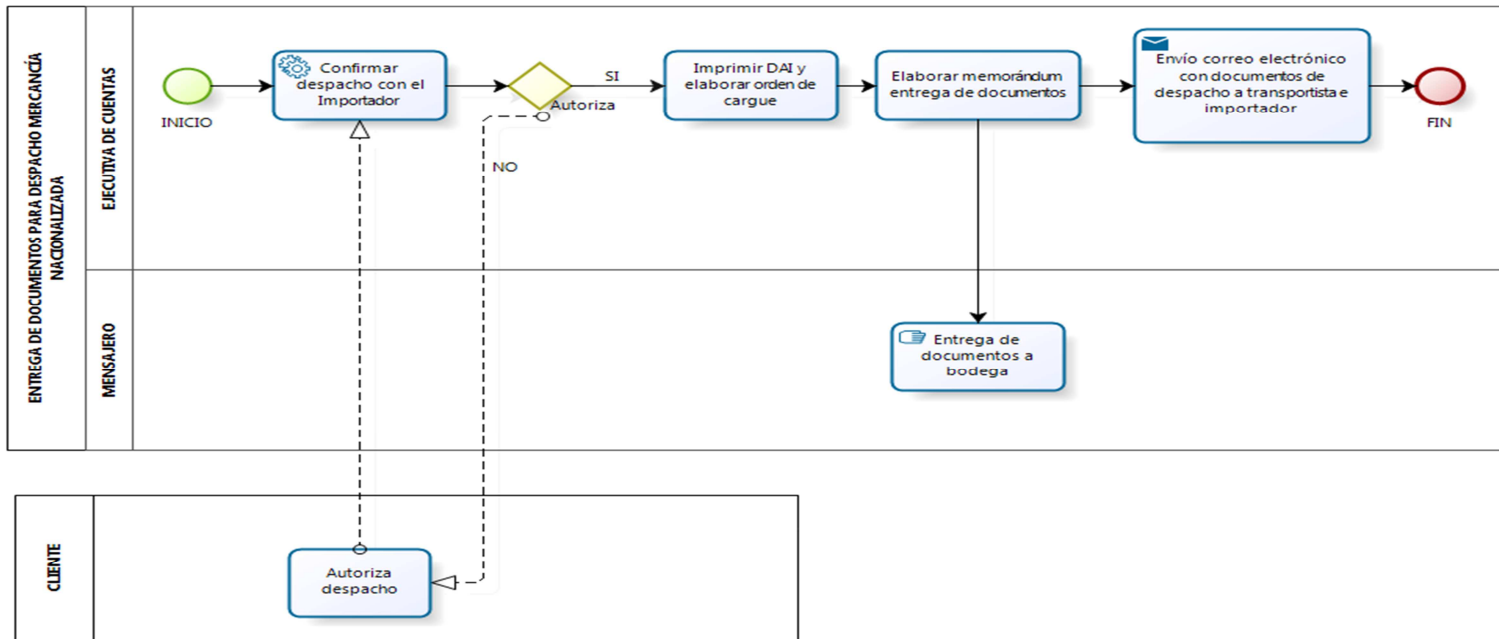 ENTREGA DE DOCUMENTOS PARA DESPACHO MERCANCÍA
NACIONALIZADA
EJECUTIVA DE CUENTAS
INICIO
Confirmar
despacho con el
Importador
Autoriza
SI
NO
Imprimir DAI y
elaborar orden de
cargue
Elaborar memorándum
entrega de documentos
Envío correo electrónico
con documentos de
despacho a transportista e
importador
FIN
MENSAJERO
Entrega de
documentos a
bodega
CLIENTE
Autoriza
despacho